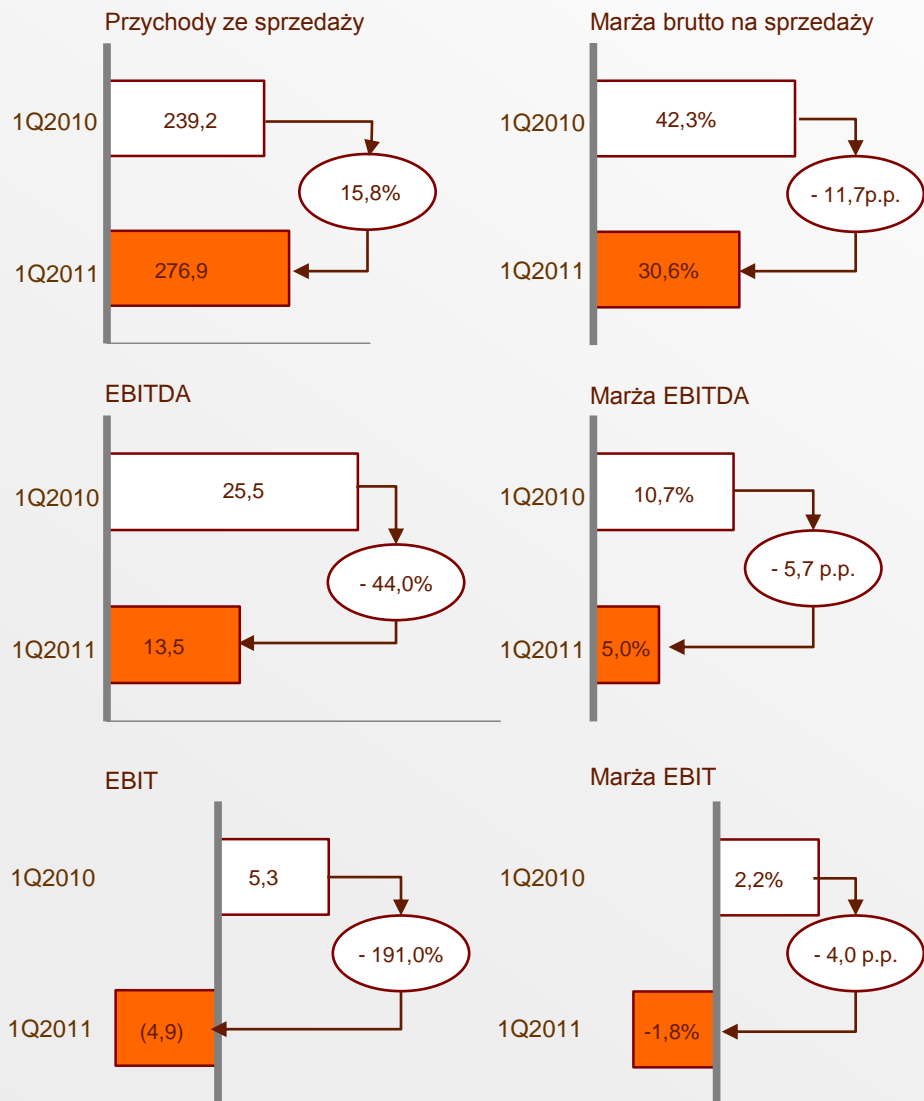 Przychody ze sprzedaży
1Q2010
239,2
15,8%
1Q2011
276,9
Marża brutto na sprzedaży
1Q2010
42,3%
- 11,7p.p.
1Q2011
30,6%
EBITDA
1Q2010
25,5
- 44,0%
1Q2011
13,5
Marża EBITDA
1Q2010
10,7%
- 5,7 p.p.
1Q2011
5,0%
EBIT
1Q2010
5,3
- 191,0%
1Q2011
(4,9)
Marża EBIT
1Q2010
2,2%
- 4,0 p.p.
1Q2011
-1,8%